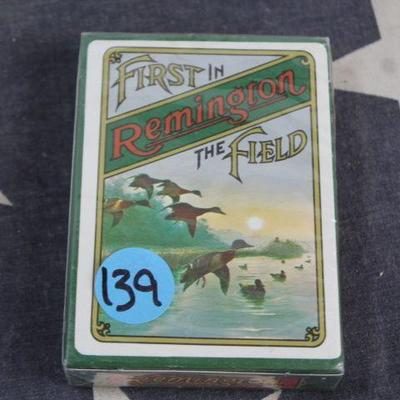 FIRST IN
Remington
THE FIELD
139